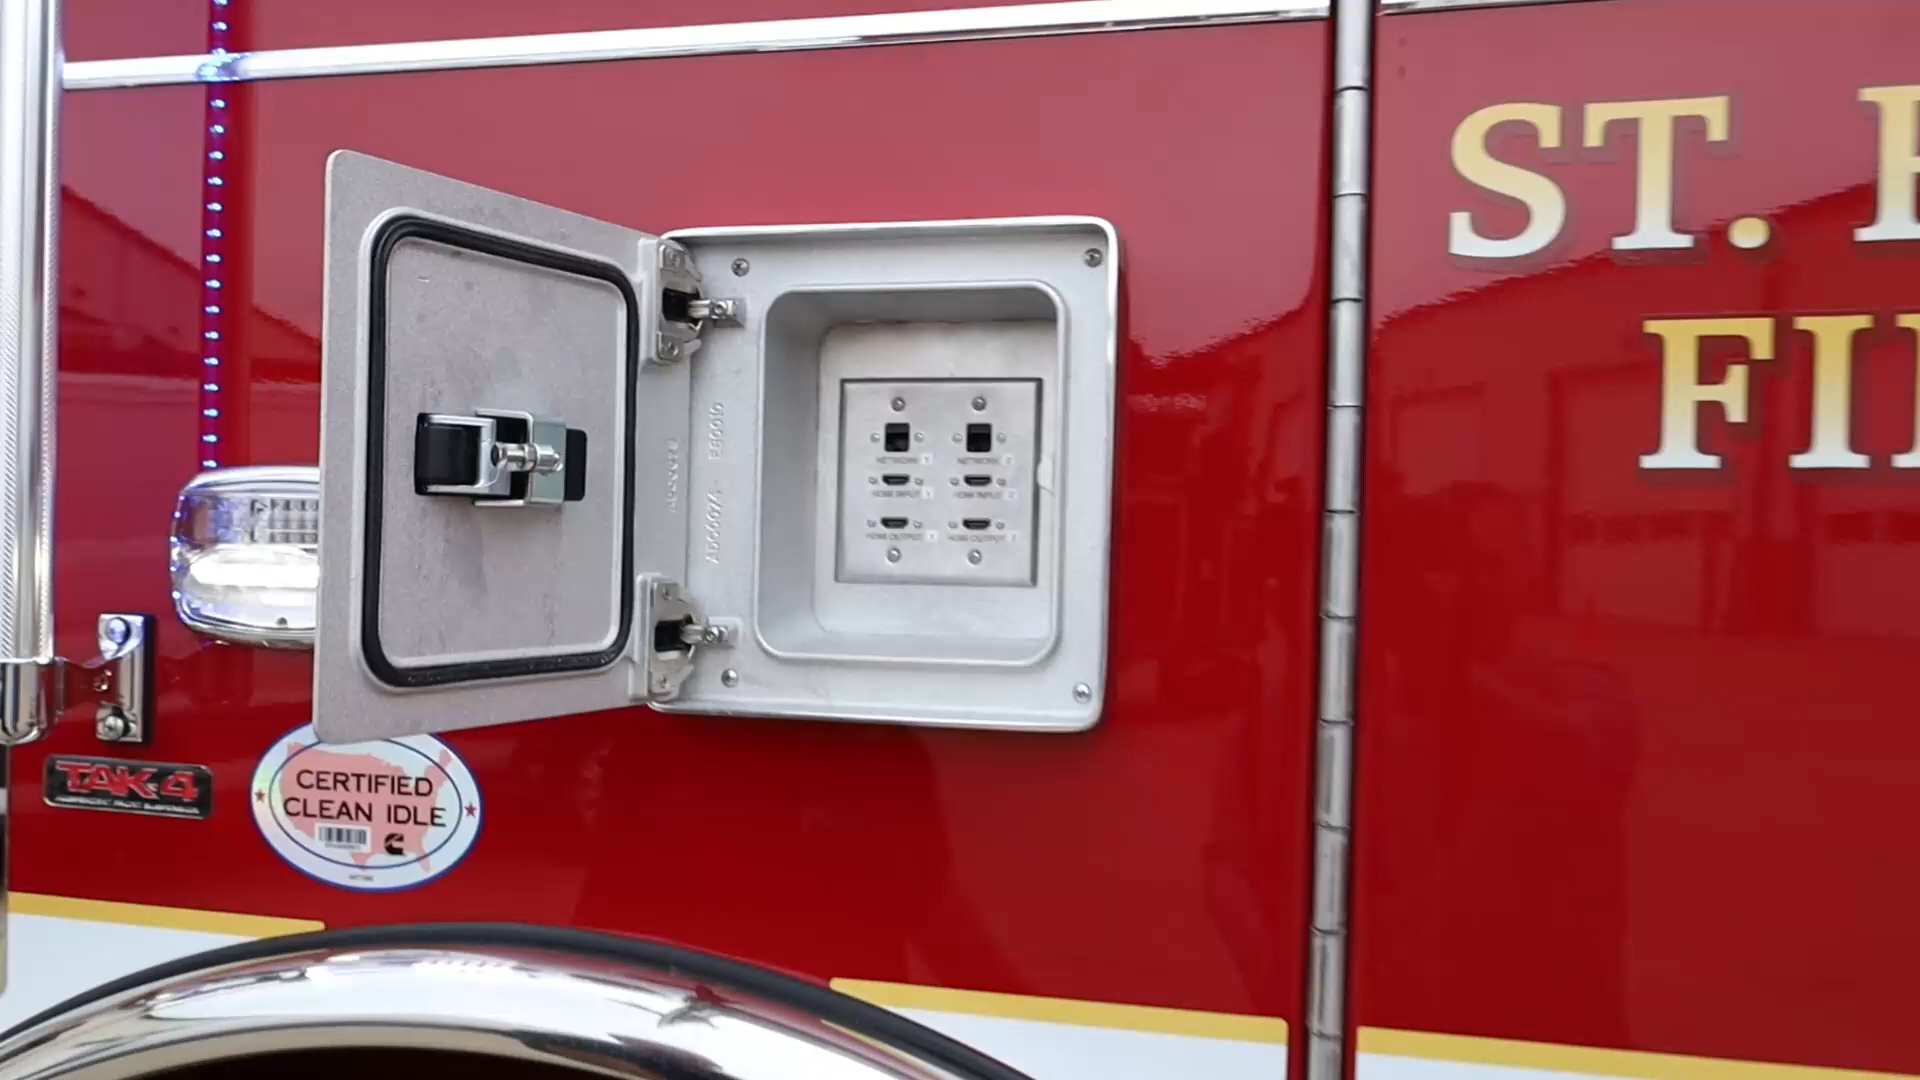 ST.
FI
NETWORK 1
NETWORK 2
HDMI INPUT 1
HDMI INPUT 2
HDMI OUTPUT 1
HDMI OUTPUT 2
TAK-4
CERTIFIED
CLEAN IDLE